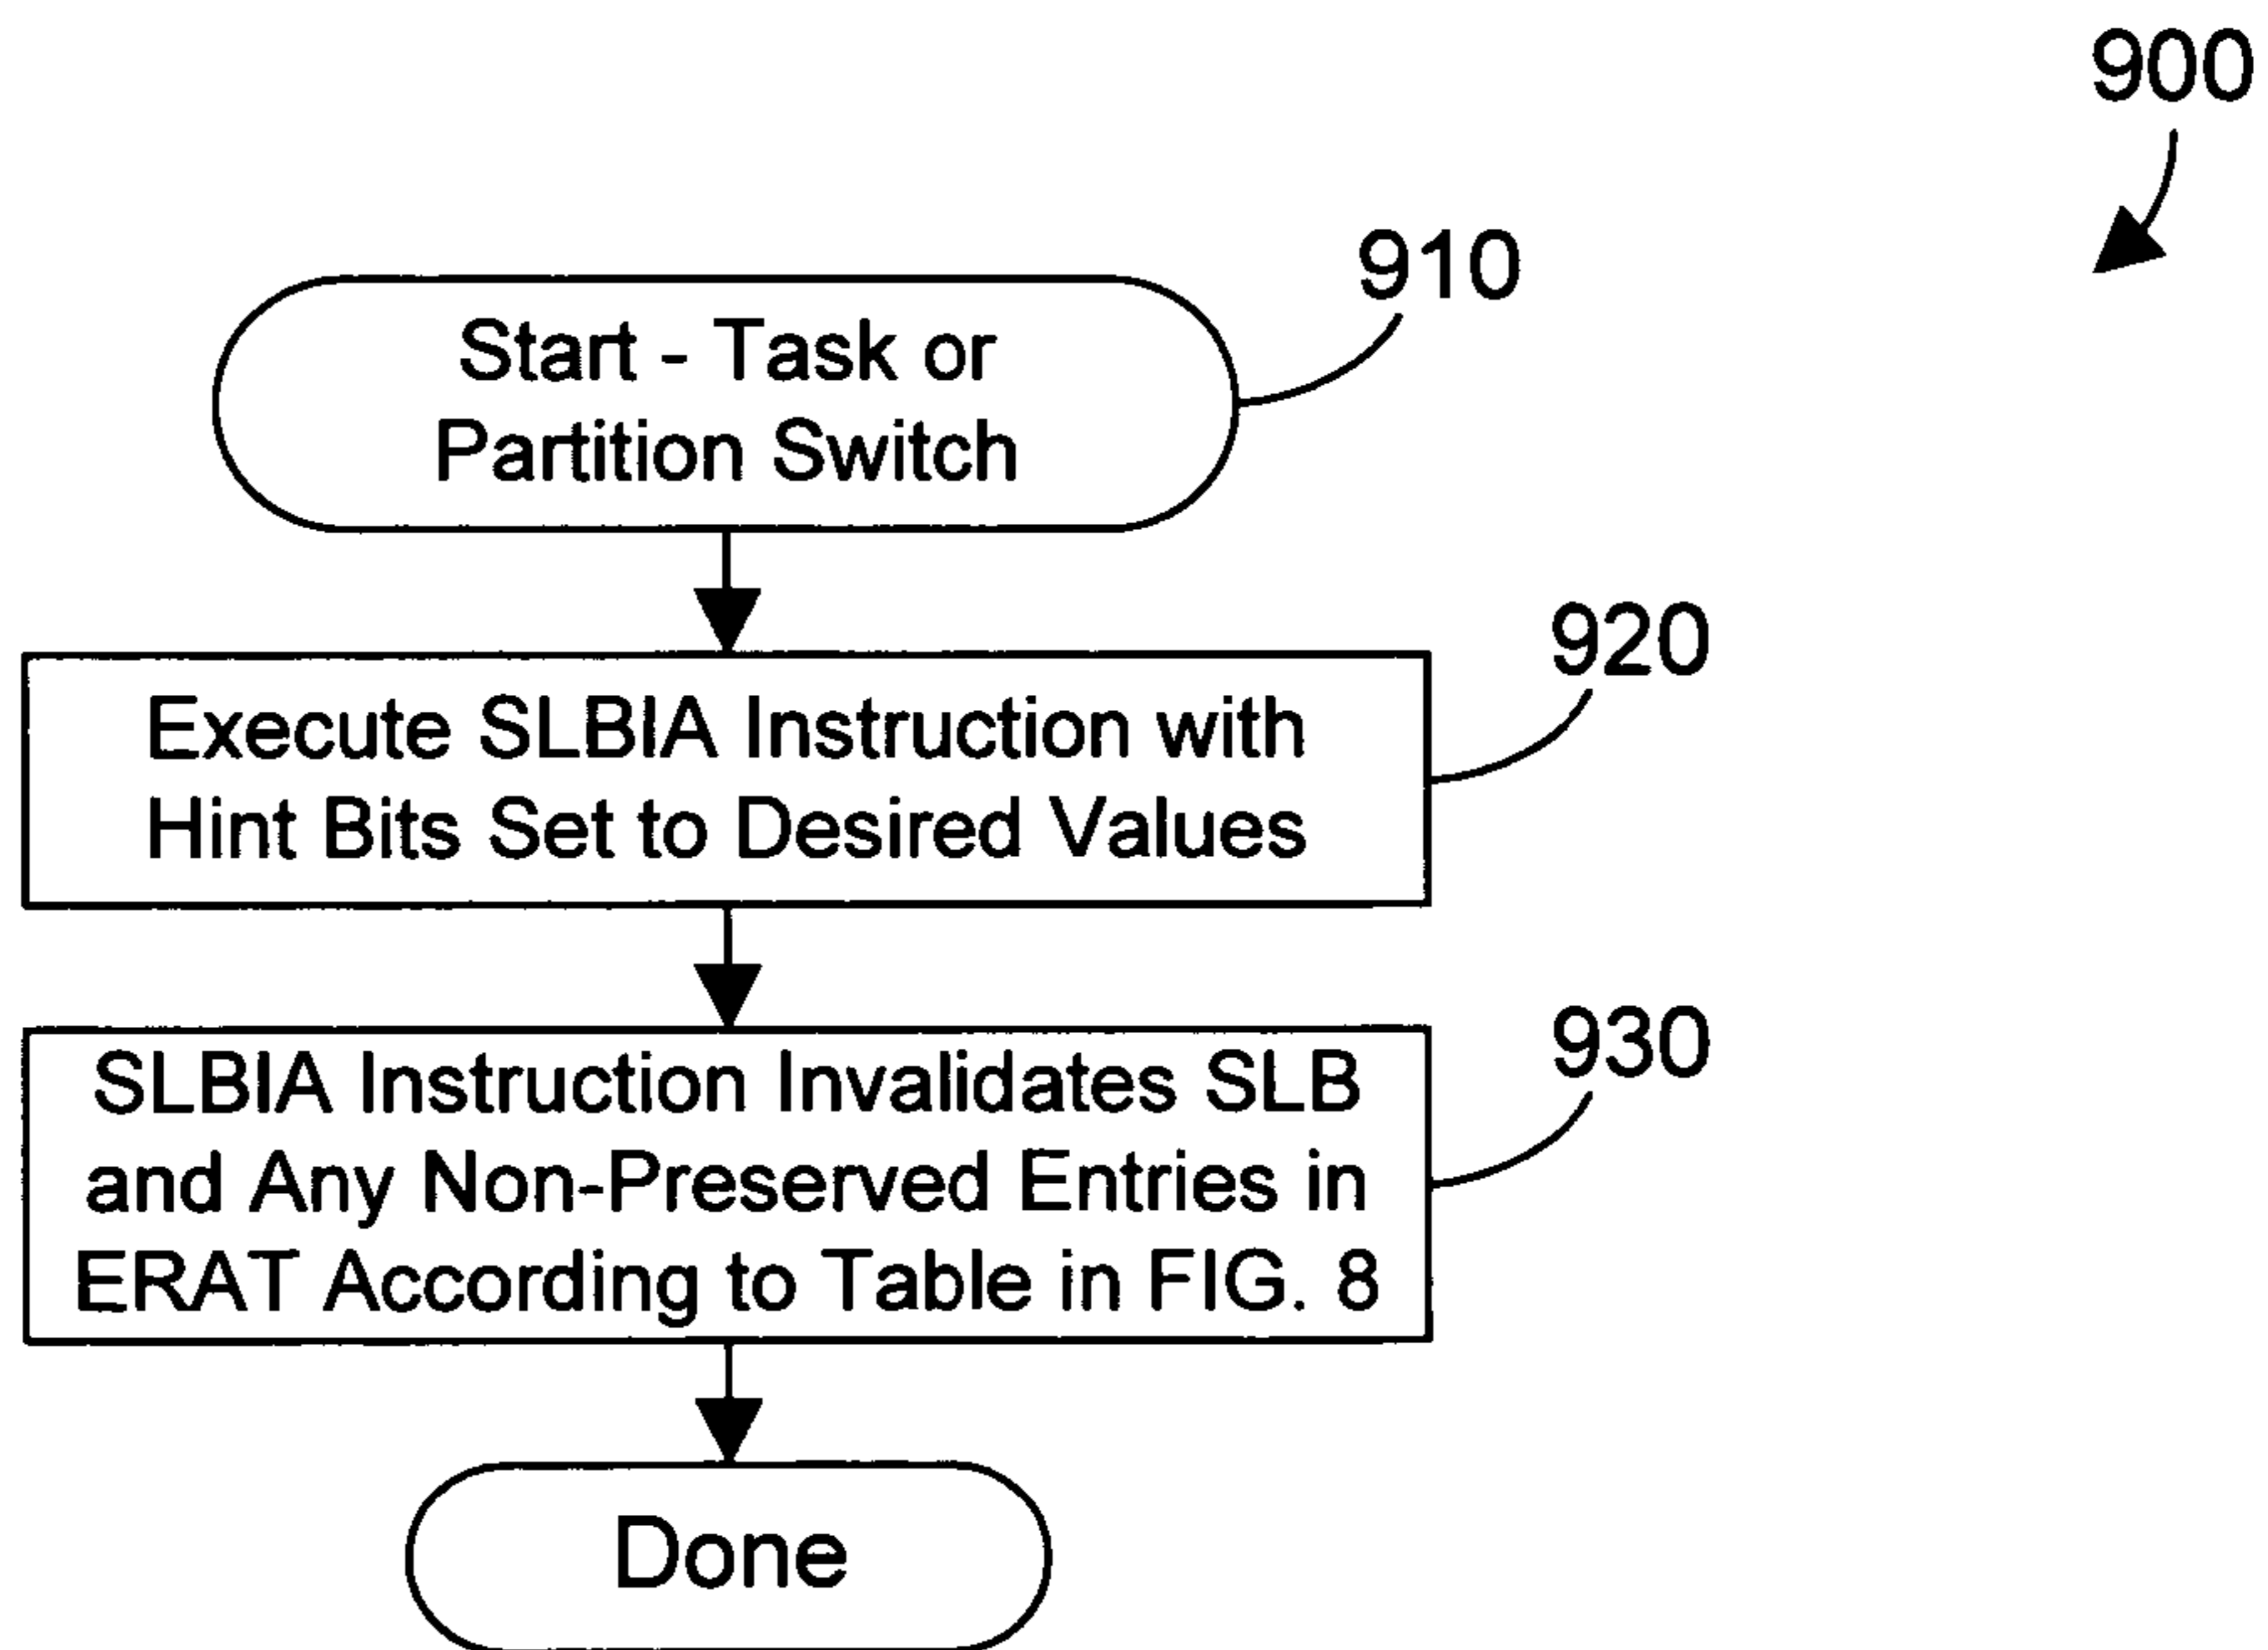 900
910
Start - Task or
Partition Switch
920
Execute SLBIA Instruction with
Hint Bits Set to Desired Values
930
SLBIA Instruction Invalidates SLB
and Any Non-Preserved Entries in
ERAT According to Table in FIG. 8
Done